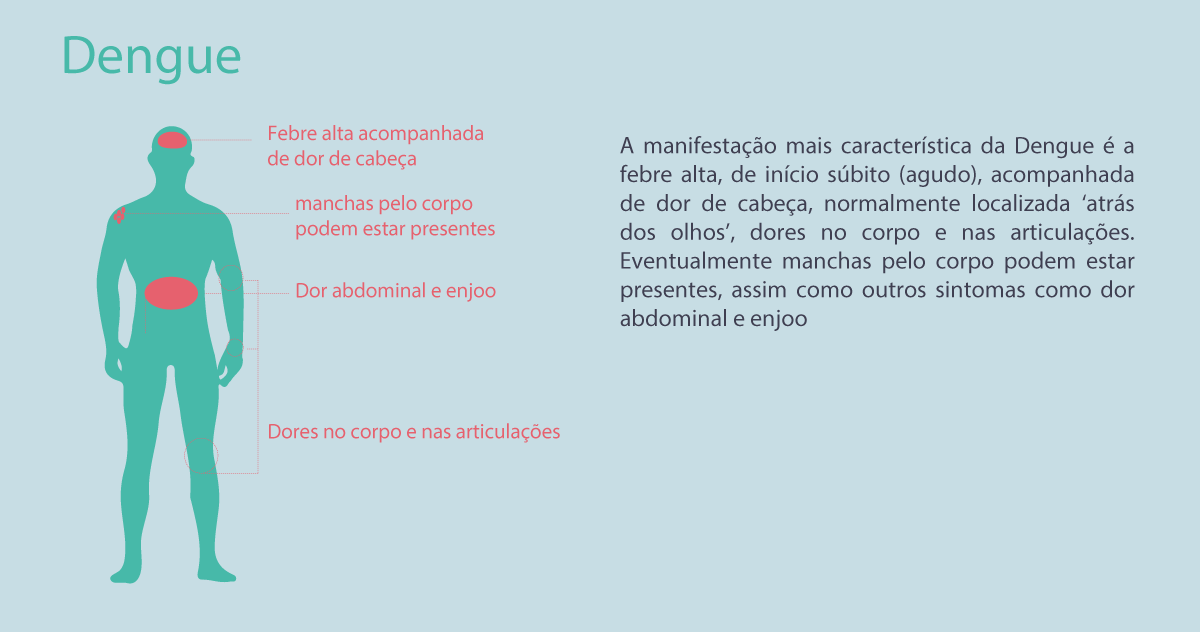 Dengue
Febre alta acompanhada
de dor de cabeça
manchas pelo corpo
podem estar presentes
Dor abdominal e enjoo
Dores no corpo e nas articulações
A manifestação mais característica da Dengue é a
febre alta, de início súbito (agudo), acompanhada
de dor de cabeça, normalmente localizada ‘atrás
dos olhos’, dores no corpo e nas articulações.
Eventualmente manchas pelo corpo podem estar
presentes, assim como outros sintomas como dor
abdominal e enjoo